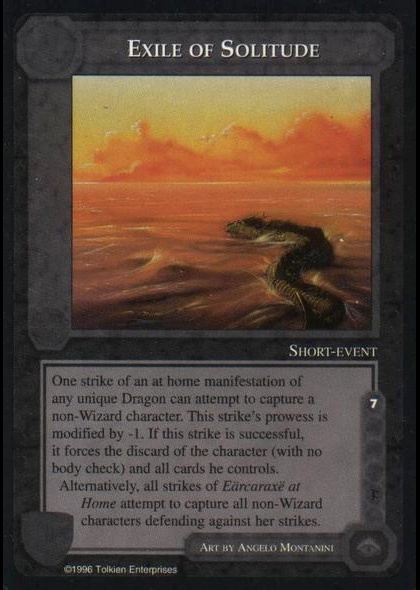 EXILE OF SOLITUDE
SHORT-EVENT
One strike of an at home manifestation of
any unique Dragon can attempt to capture a
non-Wizard character. This strike's prowess is
modified by -1. If this strike is successful,
it forces the discard of the character (with no
body check) and all cards he controls.
Alternatively, all strikes of Eärcaraxë at
Home attempt to capture all non-Wizard
characters defending against her strikes.
7
ART BY ANGELO MONTANINI
©1996 Tolkien Enterprises